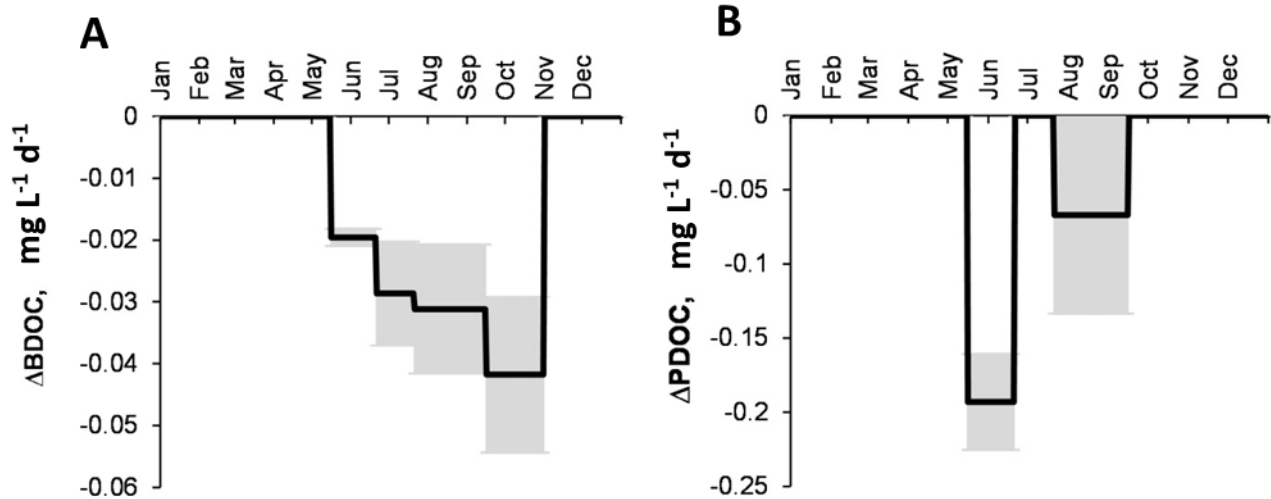 A
Jan Feb Mar Apr May Jun Jul Aug Sep Oct Nov Dec
0
-0.01
-0.02
-0.03
-0.04
-0.05
-0.06
ΔBDOC, mg L-1 d-1
B
Jan Feb Mar Apr May Jun Jul Aug Sep Oct Nov Dec
0
-0.05
-0.1
-0.15
-0.2
-0.25
ΔPDOC, mg L-1 d-1